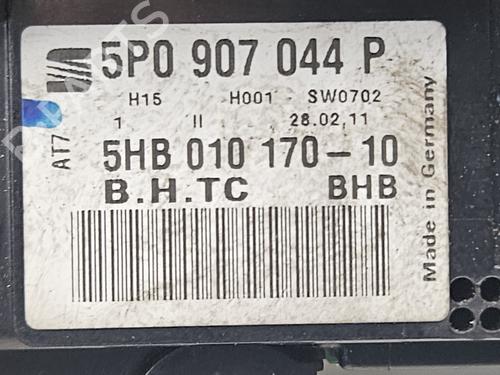 5P0 907 044 P
H15 H001 SW0702
1 II 28.02.11
AT7
5HB 010 170-10
B.H.TC BHB
Made in Germany